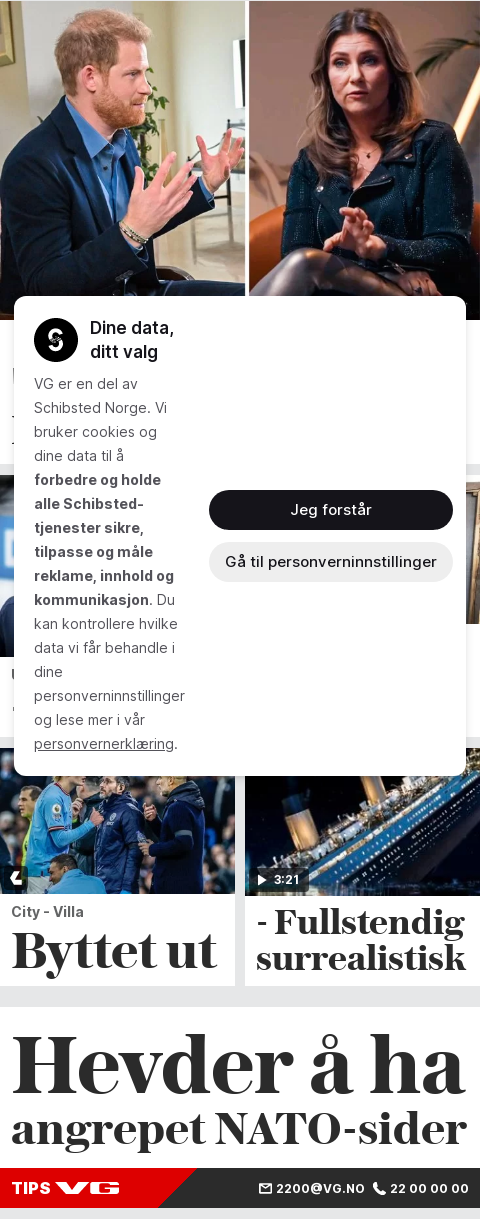 Dine data,
ditt valg
VG er en del av
Schibsted Norge. Vi
bruker cookies og
dine data til å
forbedre og holde
alle Schibsted-
tjenester sikre,
tilpasse og måle
reklame, innhold og
kommunikasjon. Du
kan kontrollere hvilke
data vi får behandle i
dine
personverninnstillinger
og lese mer i vår
personvernerklæring.
Jeg forstår
Gå til personverninnstillinger
3:21
City - Villa
Byttet ut
- Fullstendig
surrealistisk
Hevder å ha
angrepet NATO-sider
TIPS VG
2200@VG.NO 22 00 00 00